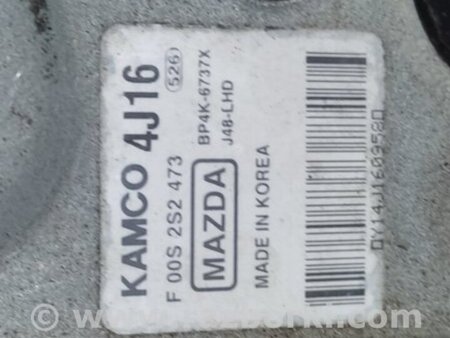 KAMCO 4J16
526
F 00S 2S2 473
BP4K-6737X
MAZDA
J48-LHD
MADE IN KOREA